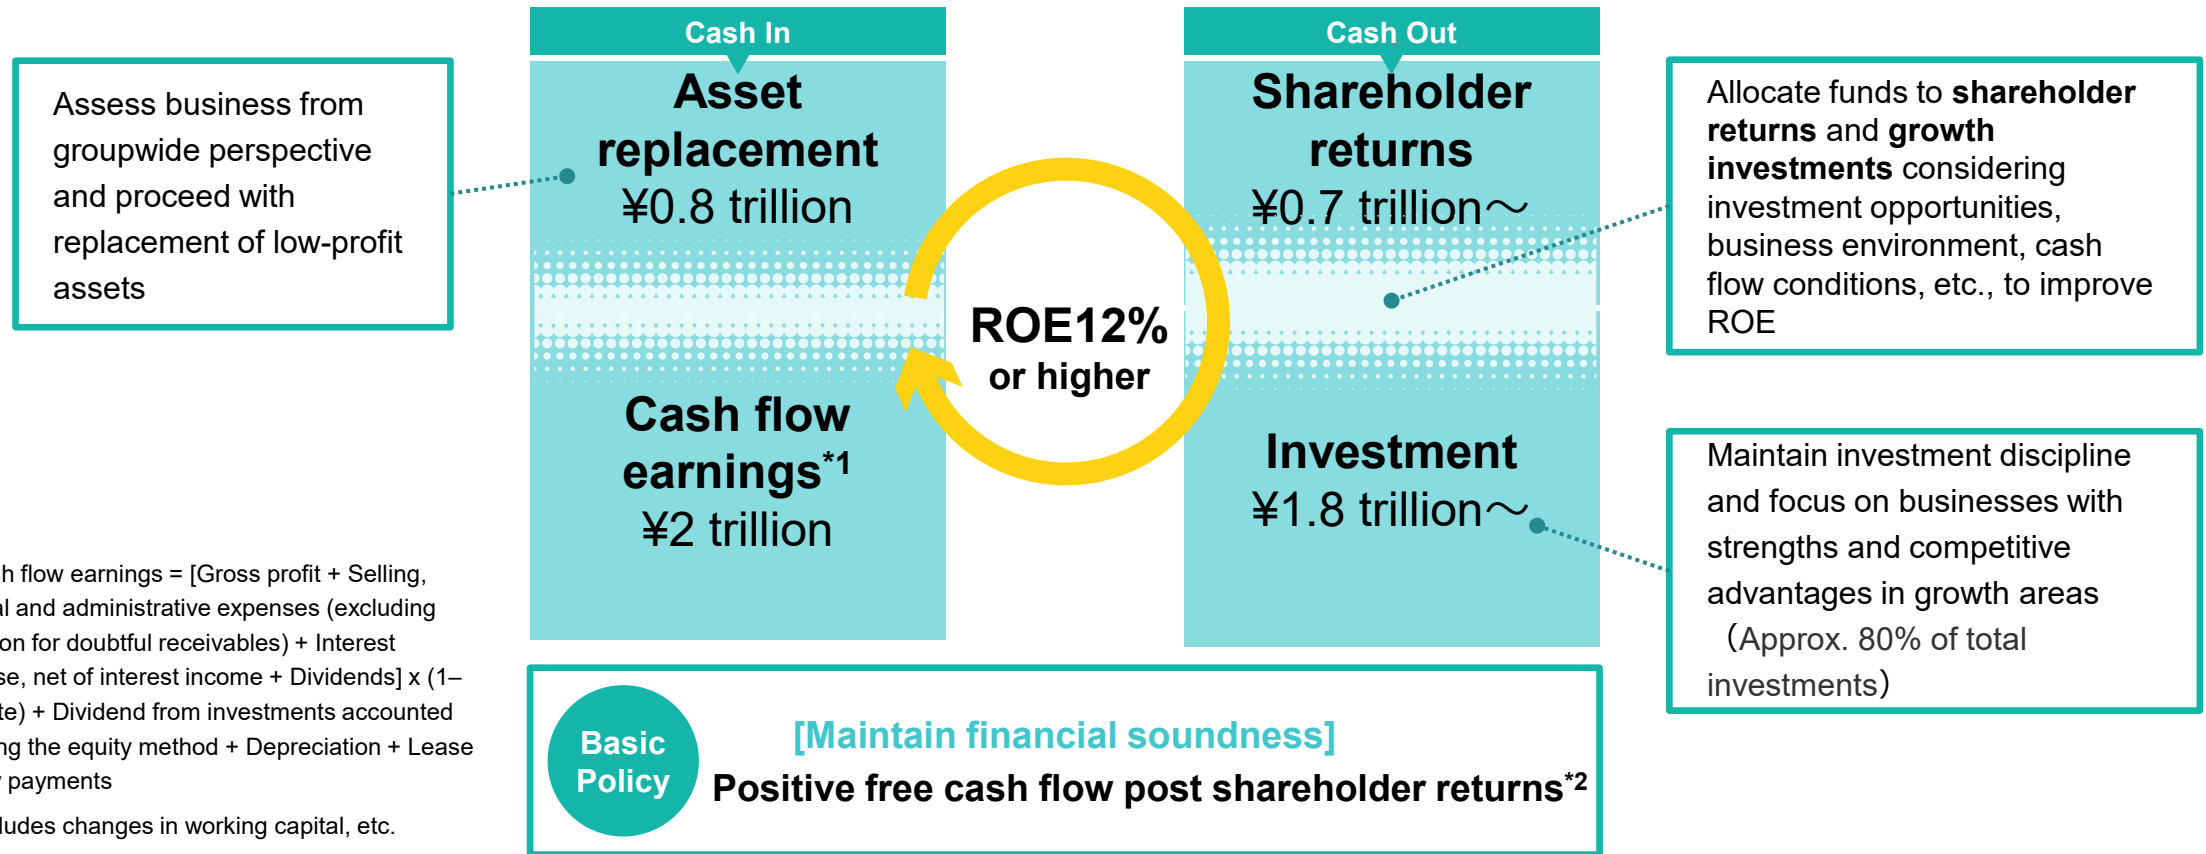 Cash In
Cash Out
Assess business from
groupwide perspective
and proceed with
replacement of low-profit
assets
Asset
replacement
¥0.8 trillion
Cash flow
earnings*1
¥2 trillion
ROE12%
or higher
Shareholder
returns
¥0.7 trillion～
Investment
¥1.8 trillion～
Allocate funds to shareholder
returns and growth
investments considering
investment opportunities,
business environment, cash
flow conditions, etc., to improve
ROE
Maintain investment discipline
and focus on businesses with
strengths and competitive
advantages in growth areas
（Approx. 80% of total
investments）
flow earnings = [Gross profit + Selling,
and administrative expenses (excluding
for doubtful receivables) + Interest
net of interest income + Dividends] x (1–
+ Dividend from investments accounted
the equity method + Depreciation + Lease
payments
changes in working capital, etc.
Basic
Policy
[Maintain financial soundness]
Positive free cash flow post shareholder returns*2